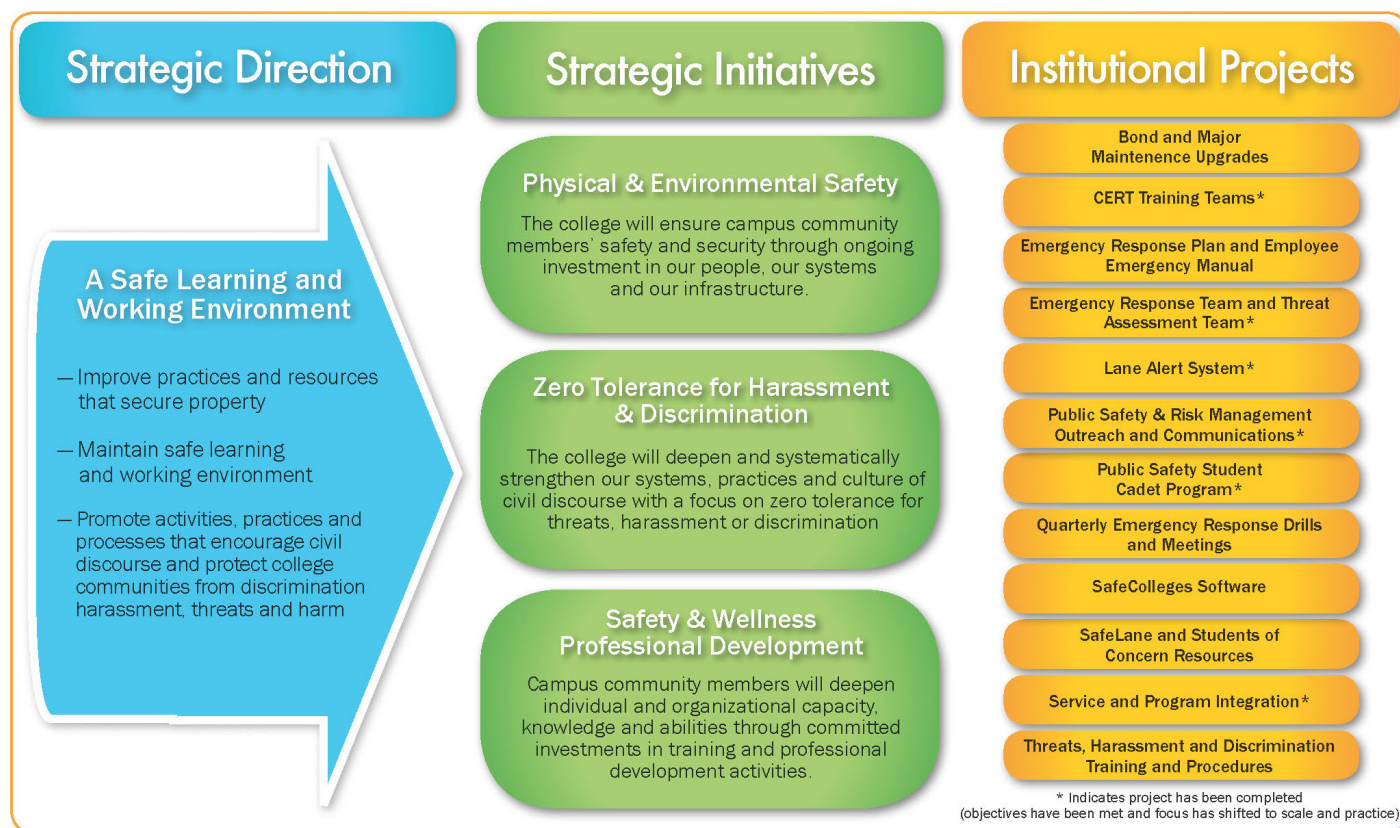 Strategic Direction
A Safe Learning and
Working Environment
— Improve practices and resources
that secure property
— Maintain safe learning
and working environment
— Promote activities, practices and
processes that encourage civil
discourse and protect college
communities from discrimination
harassment, threats and harm
Strategic Initiatives
Physical & Environmental Safety
The college will ensure campus community
members’ safety and security through ongoing
investment in our people, our systems
and our infrastructure.
Zero Tolerance for Harassment
& Discrimination
The college will deepen and systematically
strengthen our systems, practices and culture of
civil discourse with a focus on zero tolerance for
threats, harassment or discrimination
Safety & Wellness
Professional Development
Campus community members will deepen
individual and organizational capacity,
knowledge and abilities through committed
investments in training and professional
development activities.
Institutional Projects
Bond and Major
Maintenence Upgrades
CERT Training Teams*
Emergency Response Plan and Employee
Emergency Manual
Emergency Response Team and Threat
Assessment Team*
Lane Alert System*
Public Safety & Risk Management
Outreach and Communications*
Public Safety Student
Cadet Program*
Quarterly Emergency Response Drills
and Meetings
SafeColleges Software
SafeLane and Students of
Concern Resources
Service and Program Integration*
Threats, Harassment and Discrimination
Training and Procedures
* Indicates project has been completed
(objectives have been met and focus has shifted to scale and practice)